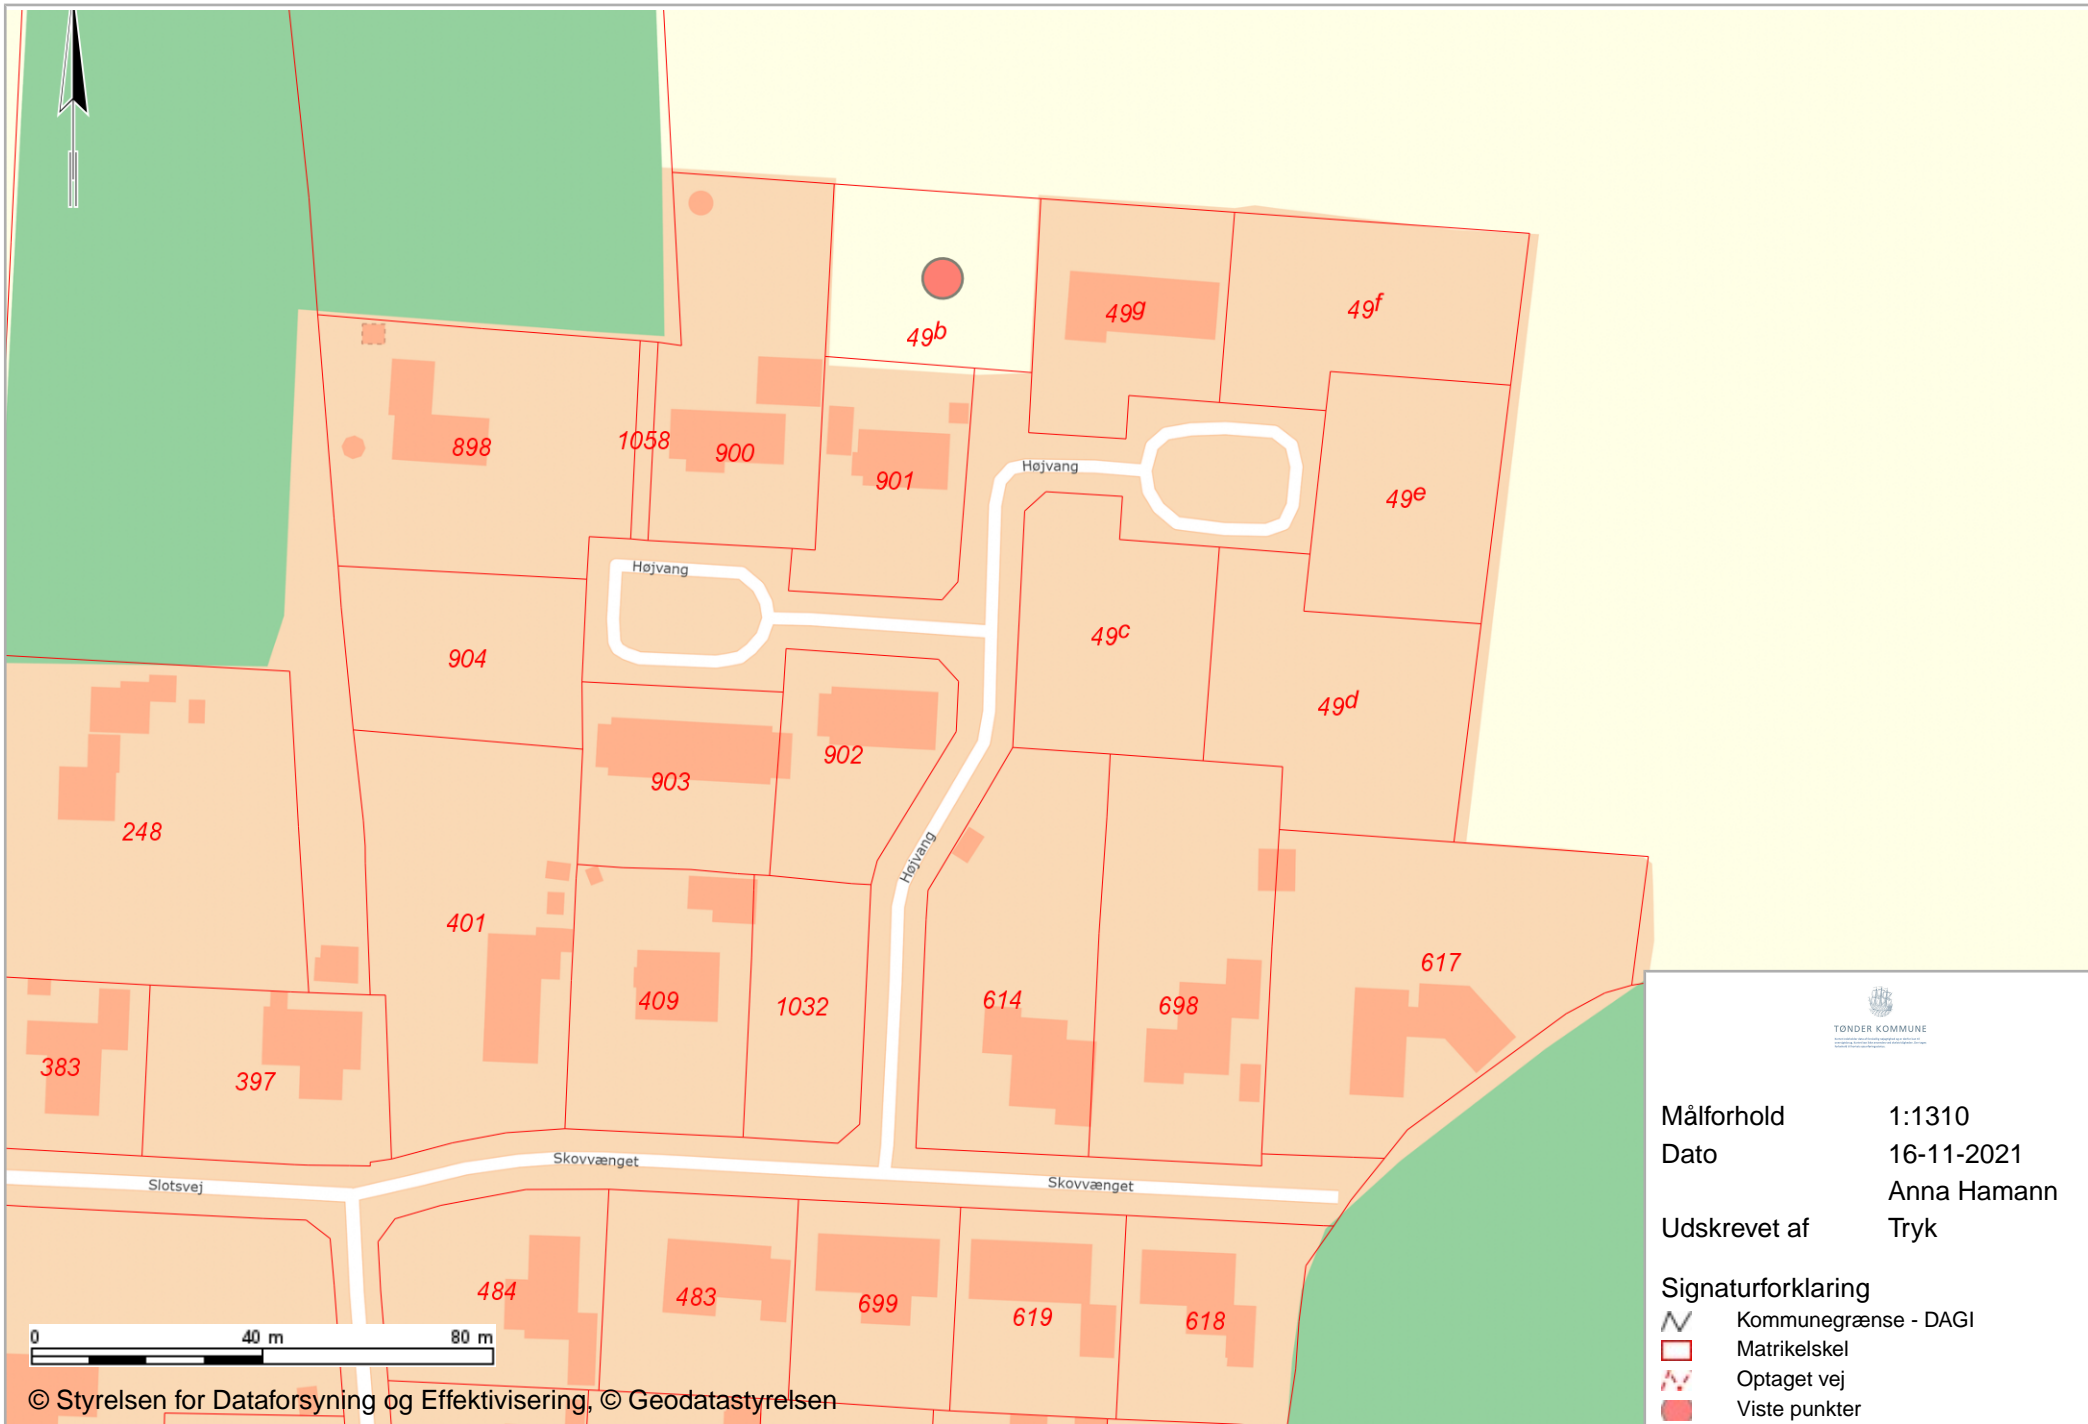 49b
49g
49f
898
1058
900
901
Højvang
49e
Højvang
904
49c
49d
902
903
248
Højvang
401
617
409
1032
614
698
383
397
Skovvænget
Slotsvej
Skovvænget
484
483
699
619
618
0 40 m 80 m
© Styrelsen for Dataforsyning og Effektivisering, © Geodatastyrelsen
TØNDER KOMMUNE
Målforhold 1:1310
Dato 16-11-2021
Anna Hamann
Udskrevet af Tryk
Signaturforklaring
Kommunegrænse - DAGI
Matrikelskel
Optaget vej
Viste punkter